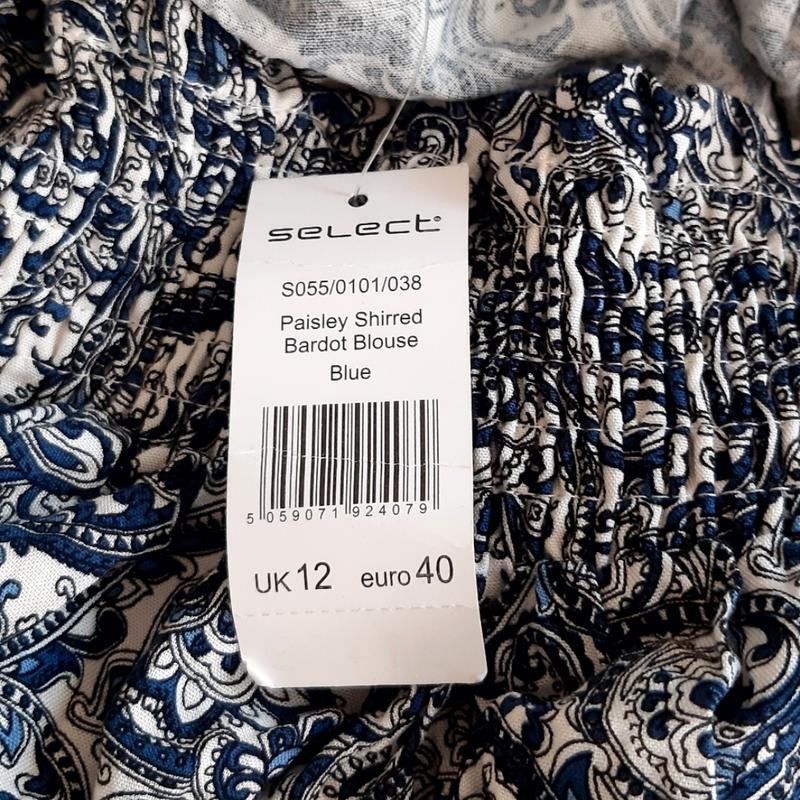 select
S055/0101/038
Paisley Shirred
Bardot Blouse
Blue
5 059071 924079
UK 12 euro 40